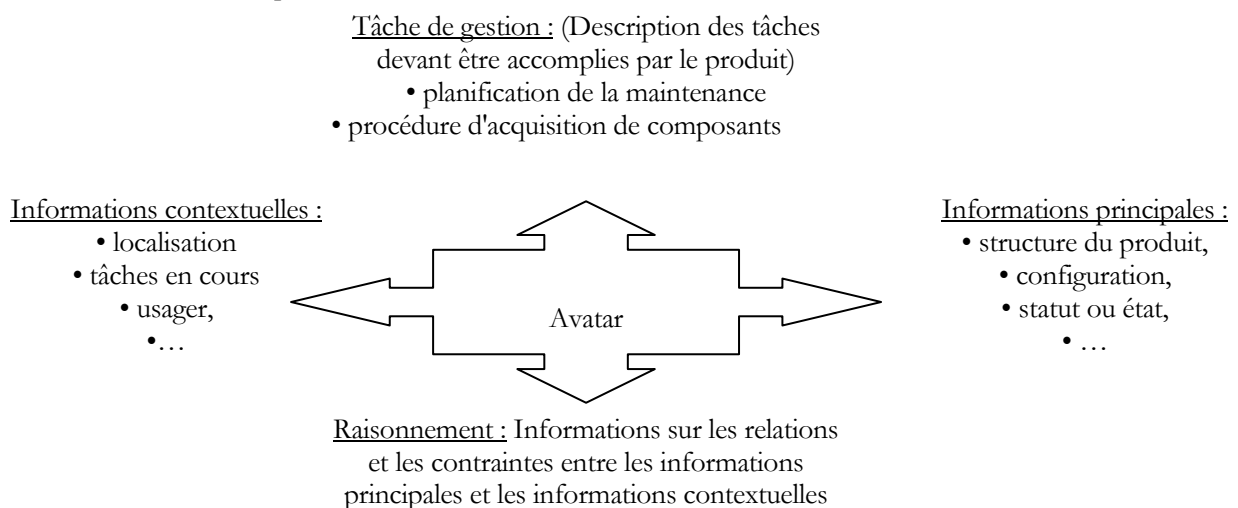 Tâche de gestion : (Description des tâches
devant être accomplies par le produit)
• planification de la maintenance
• procédure d'acquisition de composants
Informations contextuelles :
• localisation
• tâches en cours
• usager,
•…
Avatar
Informations principales :
• structure du produit,
• configuration,
• statut ou état,
• …
Raisonnement : Informations sur les relations
et les contraintes entre les informations
principales et les informations contextuelles